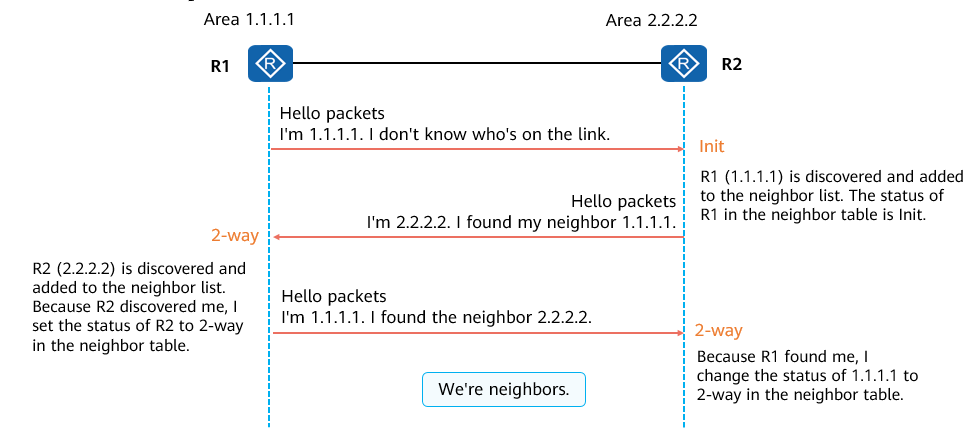 Area 1.1.1.1
Area 2.2.2.2
R1
R
R
R2
Hello packets
I'm 1.1.1.1. I don't know who's on the link.
Init
R1 (1.1.1.1) is discovered and added
to the neighbor list. The status of
R1 in the neighbor table is Init.
Hello packets
I'm 2.2.2.2. I found my neighbor 1.1.1.1.
2-way
R2 (2.2.2.2) is discovered and
added to the neighbor list.
Because R2 discovered me, I
set the status of R2 to 2-way
in the neighbor table.
Hello packets
I'm 1.1.1.1. I found the neighbor 2.2.2.2.
2-way
Because R1 found me, I
change the status of 1.1.1.1 to
2-way in the neighbor table.
We're neighbors.